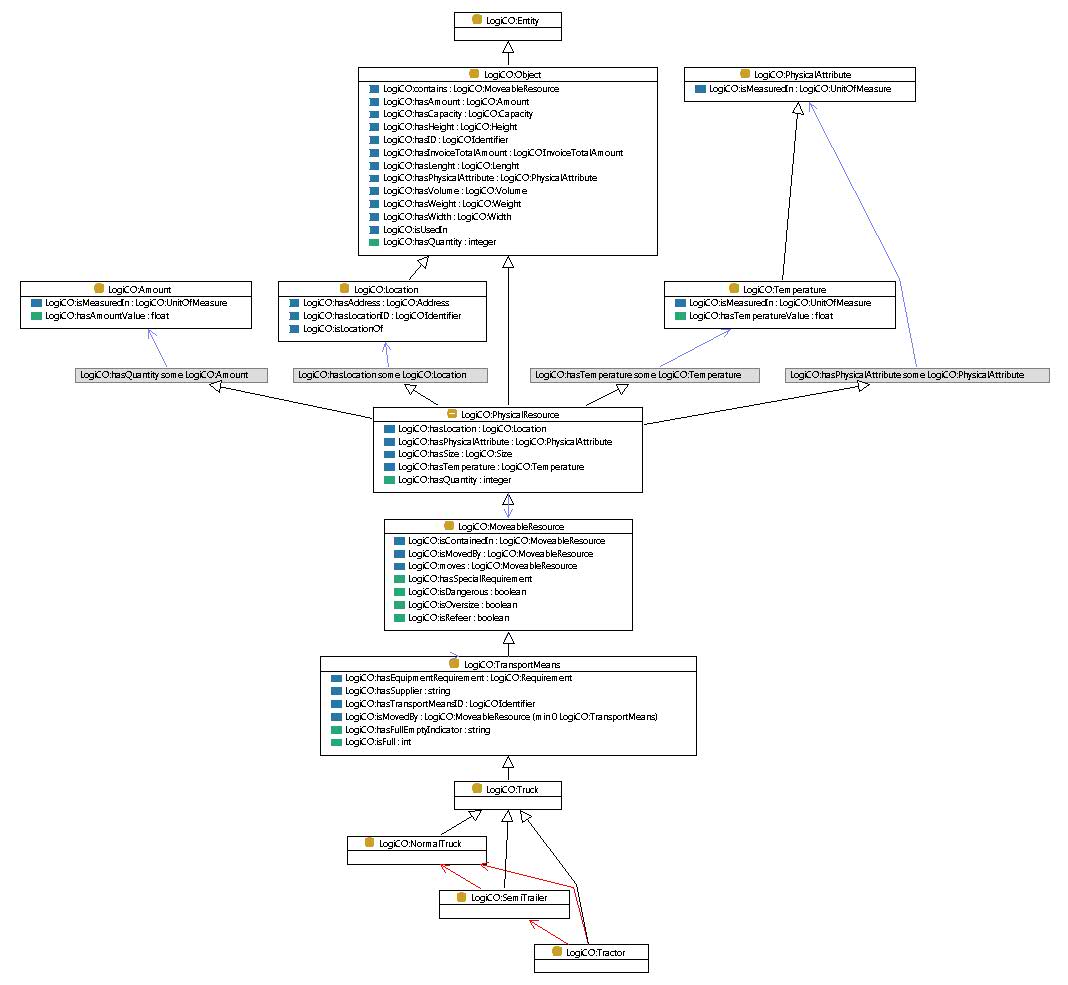 LogiCO:Entity
LogiCO:Object
LogiCO:contains : LogiCO:MoveableResource
LogiCO:hasAmount : LogiCO:Amount
LogiCO:hasCapacity : LogiCO:Capacity
LogiCO:hasHeight : LogiCO:Height
LogiCO:hasID : LogiCOIdentifier
LogiCO:hasInvoiceTotalAmount : LogiCOInvoiceTotalAmount
LogiCO:hasLenght : LogiCO:Lenght
LogiCO:hasPhysicalAttribute : LogiCO:PhysicalAttribute
LogiCO:hasVolume : LogiCO:Volume
LogiCO:hasWeight : LogiCO:Weight
LogiCO:hasWidth : LogiCO:Width
LogiCO:isUsedIn
LogiCO:hasQuantity : integer
LogiCO:PhysicalAttribute
LogiCO:isMeasuredIn : LogiCO:UnitOfMeasure
LogiCO:Amount
LogiCO:isMeasuredIn : LogiCO:UnitOfMeasure
LogiCO:hasAmountValue : float
LogiCO:Location
LogiCO:hasAddress : LogiCO:Address
LogiCO:hasLocationID : LogiCOIdentifier
LogiCO:isLocationOf
LogiCO:Temperature
LogiCO:isMeasuredIn : LogiCO:UnitOfMeasure
LogiCO:hasTemperatureValue : float
LogiCO:hasQuantity some LogiCO:Amount
LogiCO:hasLocation some LogiCO:Location
LogiCO:hasTemperature some LogiCO:Temperature
LogiCO:hasPhysicalAttribute some LogiCO:PhysicalAttribute
LogiCO:PhysicalResource
LogiCO:hasLocation : LogiCO:Location
LogiCO:hasPhysicalAttribute : LogiCO:PhysicalAttribute
LogiCO:hasSize : LogiCO:Size
LogiCO:hasTemperature : LogiCO:Temperature
LogiCO:hasQuantity : integer
LogiCO:MoveableResource
LogiCO:isContainedIn : LogiCO:MoveableResource
LogiCO:isMovedBy : LogiCO:MoveableResource
LogiCO:moves : LogiCO:MoveableResource
LogiCO:hasSpecialRequirement
LogiCO:isDangerous : boolean
LogiCO:isOversize : boolean
LogiCO:isRefeer : boolean
LogiCO:TransportMeans
LogiCO:hasEquipmentRequirement : LogiCO:Requirement
LogiCO:hasSupplier : string
LogiCO:hasTransportMeansID : LogiCOIdentifier
LogiCO:isMovedBy : LogiCO:MoveableResource (min 0 LogiCO:TransportMeans)
LogiCO:hasFullEmptyIndicator : string
LogiCO:isFull : int
LogiCO:Truck
LogiCO:NormalTruck
LogiCO:SemiTrailer
LogiCO:Tractor